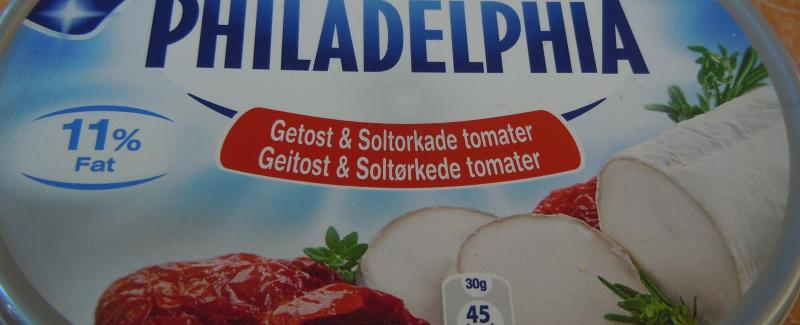 PHILADELPHIA
11%
Fat
Getost & Soltorkade tomater
Geitost & Soltørkede tomater
30g
45